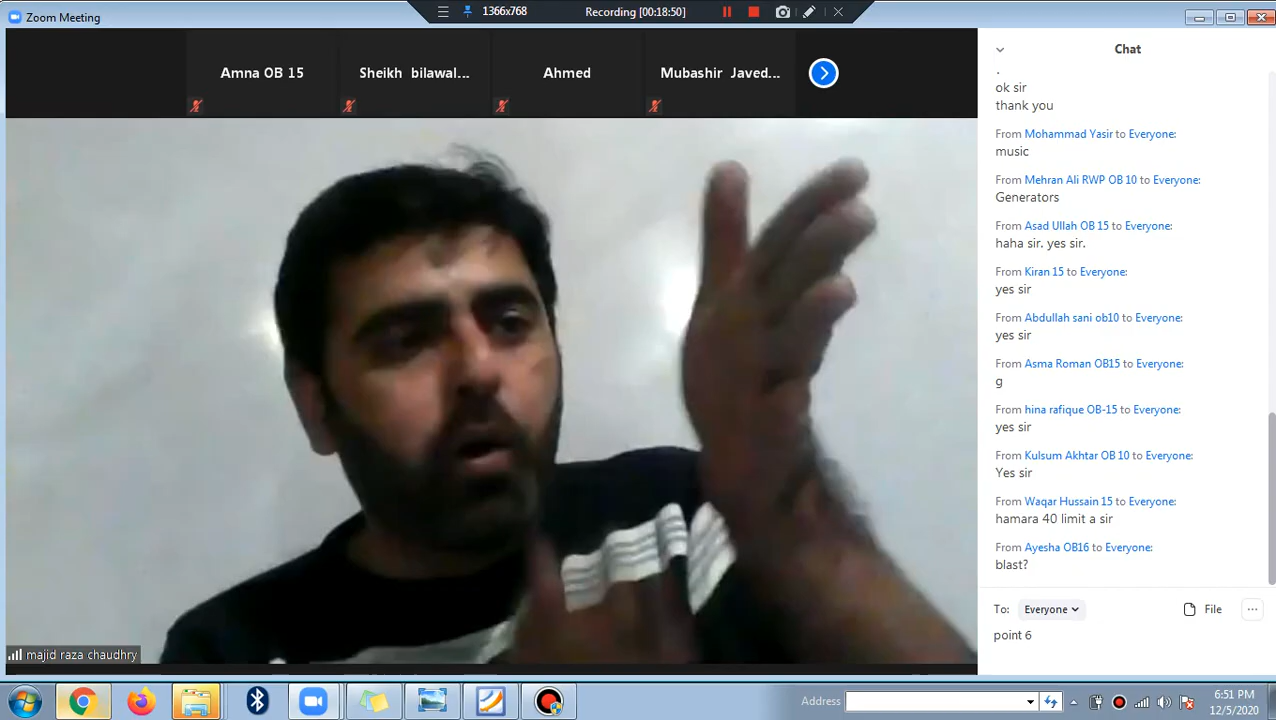 Zoom Meeting
1366x768
Recording [00:18:50]
Amna OB 15
Sheikh bilawal...
Ahmed
Mubashir Javed...
majid raza chaudhry
Chat
ok sir
thank you
From Mohammad Yasir to Everyone:
music
From Mehran Ali RWP OB 10 to Everyone:
Generators
From Asad Ullah OB 15 to Everyone:
haha sir. yes sir.
From Kiran 15 to Everyone:
yes sir
From Abdullah sani ob10 to Everyone:
yes sir
From Asma Roman OB15 to Everyone:
g
From hina rafique OB-15 to Everyone:
yes sir
From Kulsum Akhtar OB 10 to Everyone:
Yes sir
From Waqar Hussain 15 to Everyone:
hamara 40 limit a sir
From Ayesha OB16 to Everyone:
blast?
To: Everyone
File
point 6
Address
6:51 PM
12/5/2020